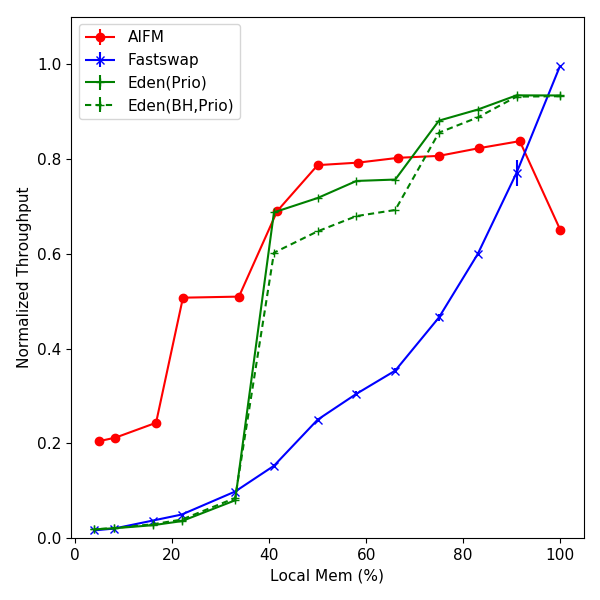 AIFM
Fastswap
Eden(Prio)
Eden(BH,Prio)
Normalized Throughput
1.0
0.8
0.6
0.4
0.2
0.0
0 20 40 60 80 100
Local Mem (%)